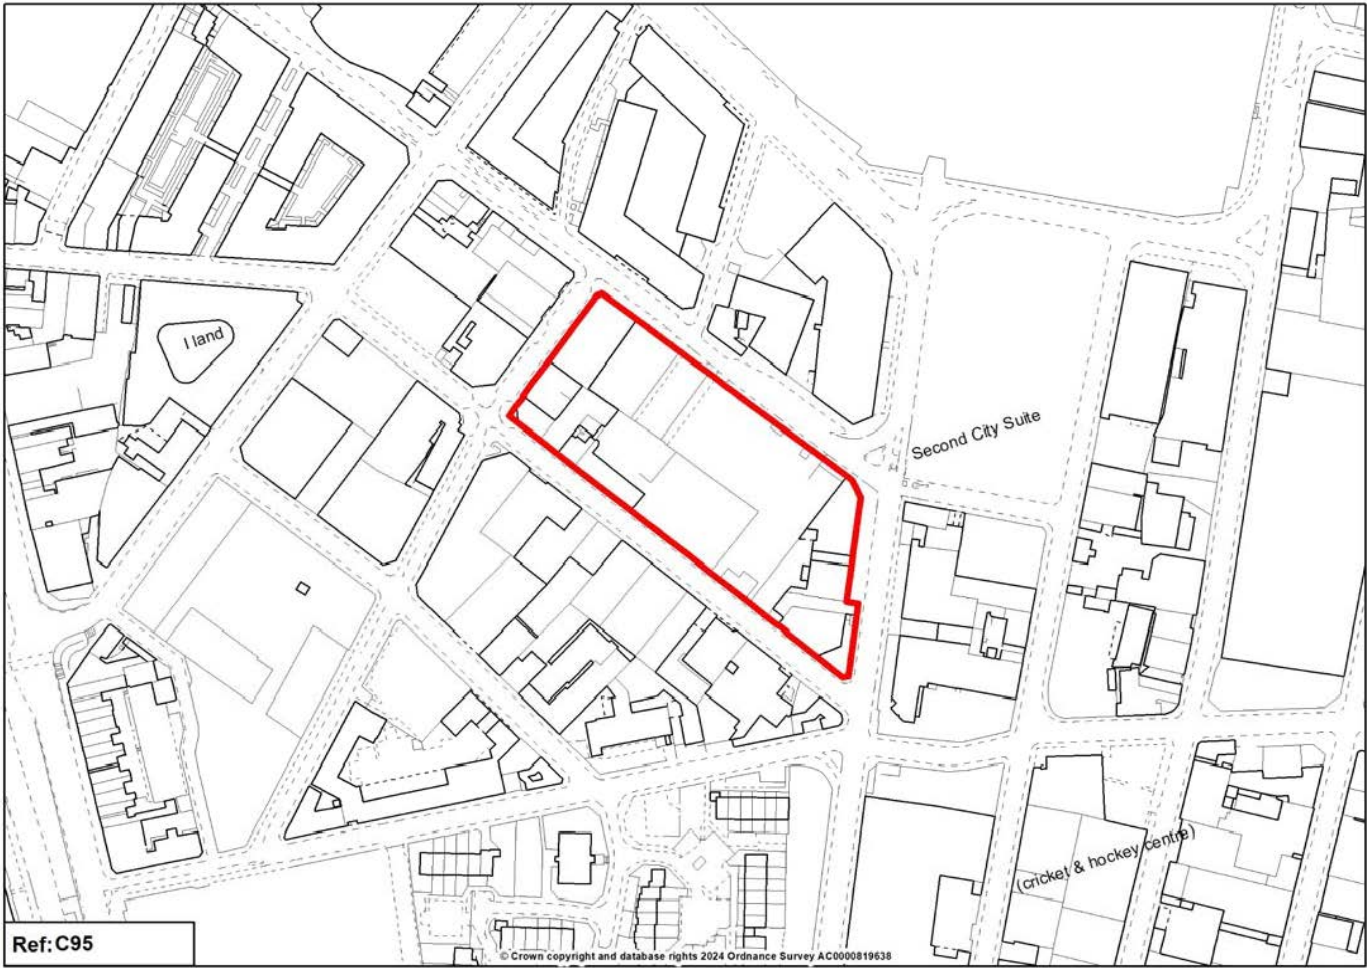 I land
Second City Suite
(cricket & hockey centre)
Ref:C95
© Crown copyright and database rights 2024 Ordnance Survey AC0000819638